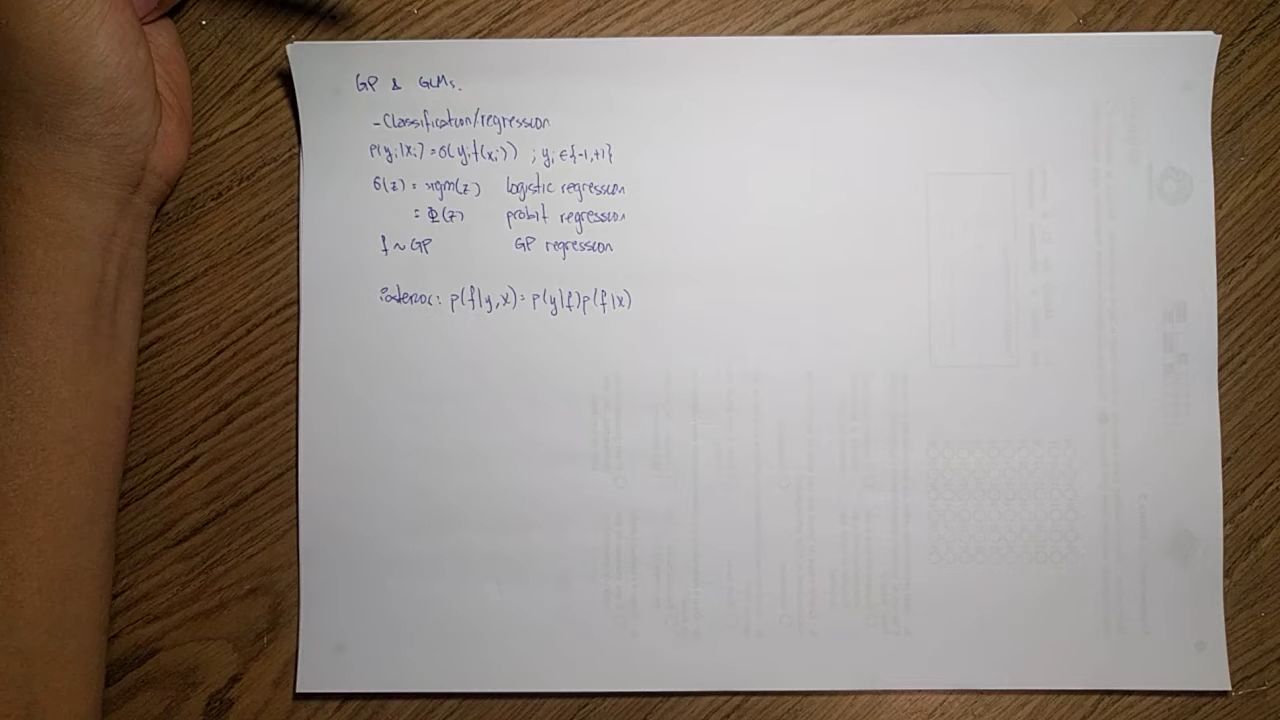 GP & GLMs.
- Classification/regression
p(yi|xi) = σ(yi f(xi)) ; yi ∈ {-1,+1}
σ(z) = sigm(z) logistic regression
= Φ(z) probit regression
f ~ GP GP regression
Posterior: p(f|y,x) = p(y|f)p(f|x)